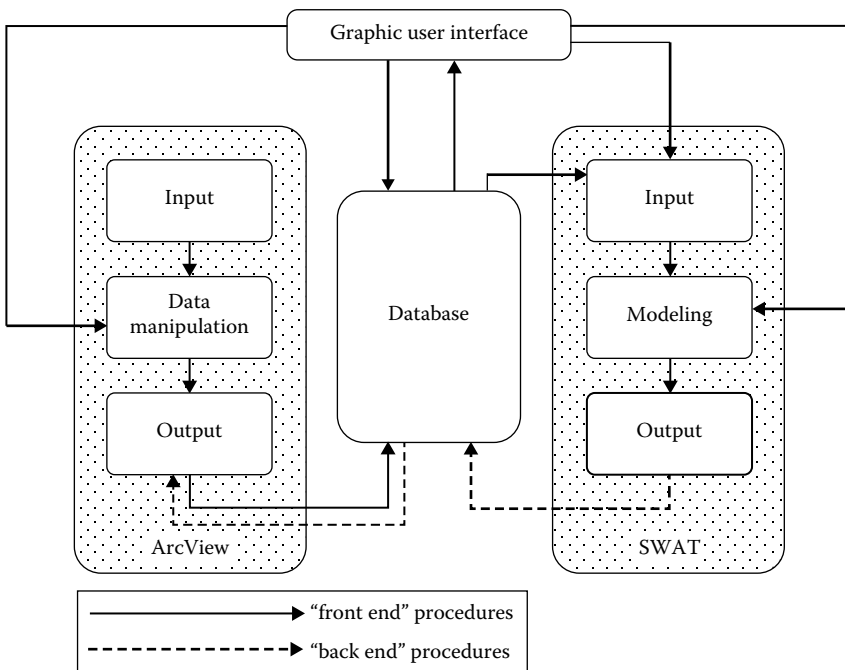 Graphic user interface
Input
Data
manipulation
Output
ArcView
Database
Input
Modeling
Output
SWAT
“front end” procedures
“back end” procedures